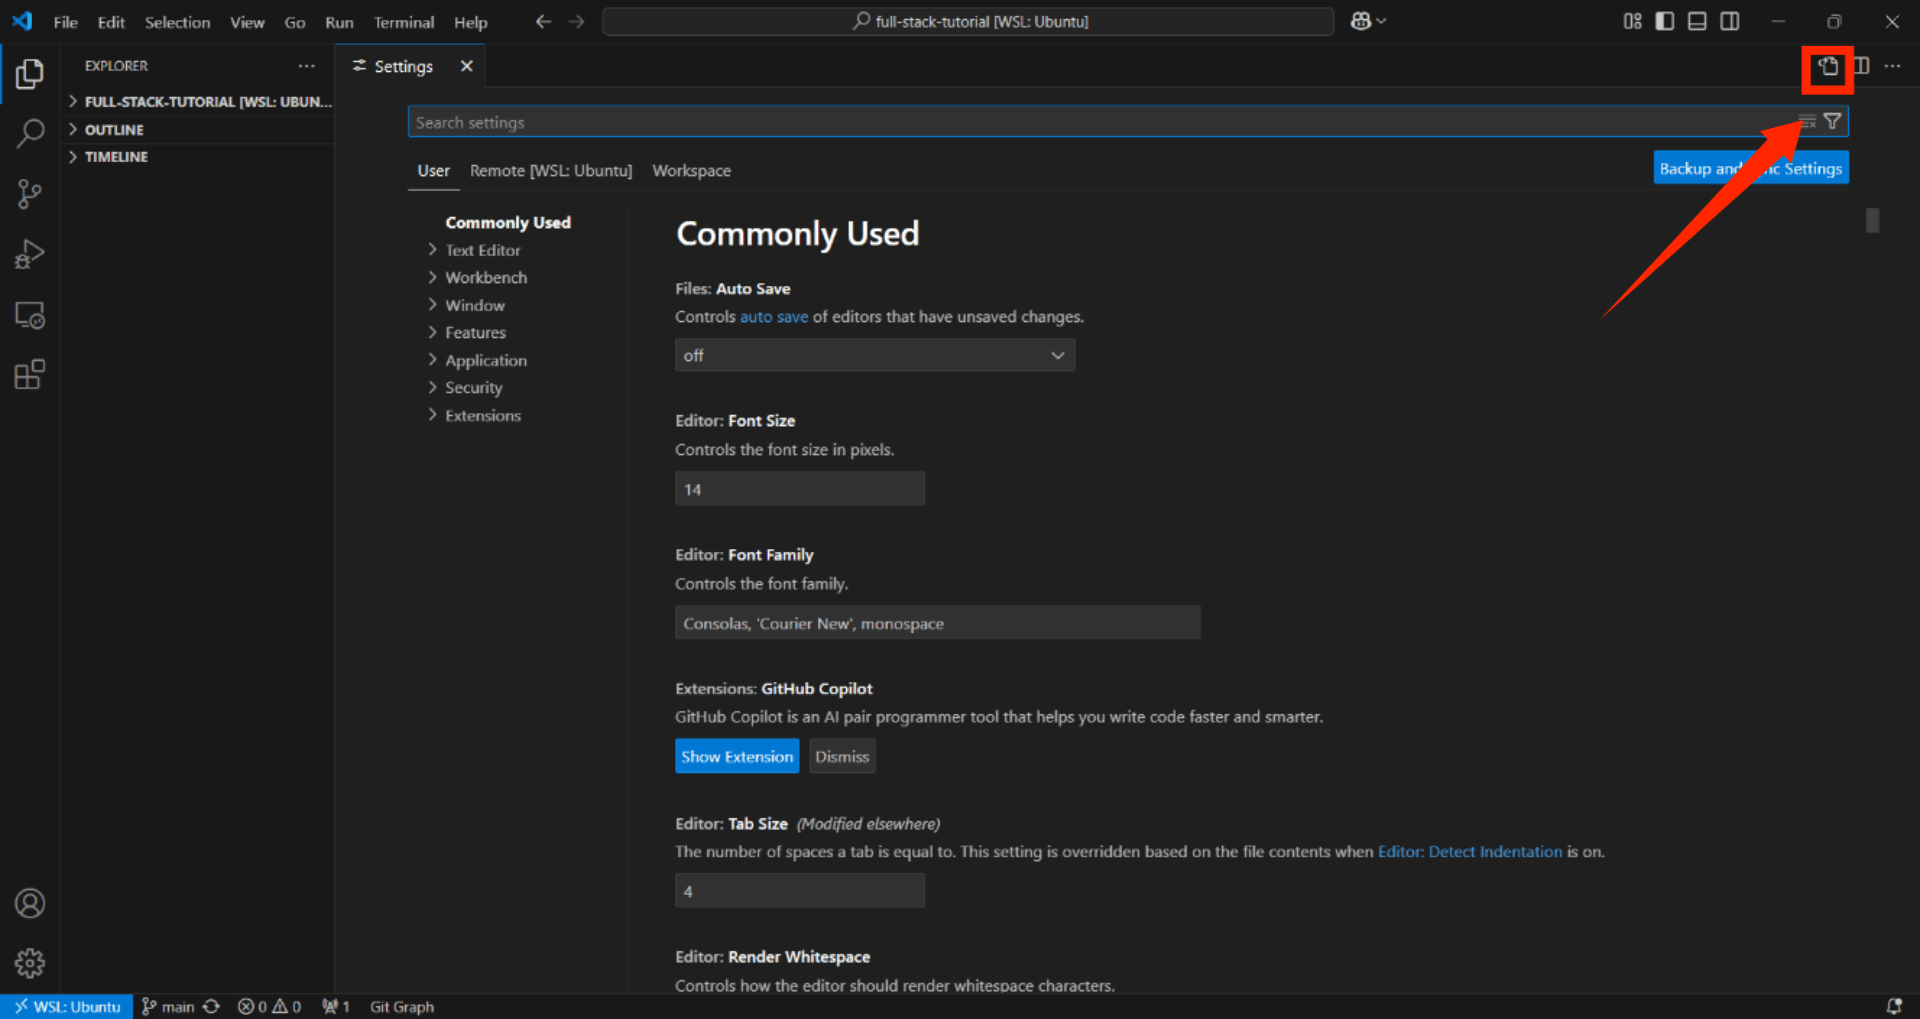 File Edit Selection View Go Run Terminal Help
full-stack-tutorial [WSL: Ubuntu]
EXPLORER
Settings
FULL-STACK-TUTORIAL [WSL: UBUN...
OUTLINE
TIMELINE
Search settings
User Remote [WSL: Ubuntu] Workspace
Backup and nc Settings
Commonly Used
Text Editor
Workbench
Window
Features
Application
Security
Extensions
Commonly Used
Files: Auto Save
Controls auto save of editors that have unsaved changes.
off
Editor: Font Size
Controls the font size in pixels.
14
Editor: Font Family
Controls the font family.
Consolas, 'Courier New', monospace
Extensions: GitHub Copilot
GitHub Copilot is an AI pair programmer tool that helps you write code faster and smarter.
Show Extension Dismiss
Editor: Tab Size (Modified elsewhere)
The number of spaces a tab is equal to. This setting is overridden based on the file contents when Editor: Detect Indentation is on.
4
Editor: Render Whitespace
Controls how the editor should render whitespace characters.
WSL: Ubuntu main 0 0 1 Git Graph